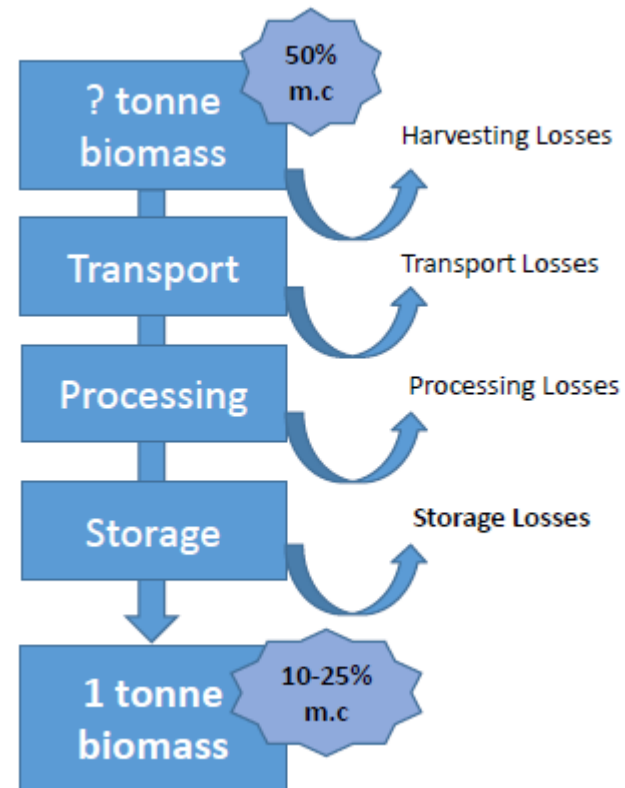 50%
m.c
? tonne
biomass
Harvesting Losses
Transport
Transport Losses
Processing
Processing Losses
Storage
Storage Losses
1 tonne
biomass
10-25%
m.c